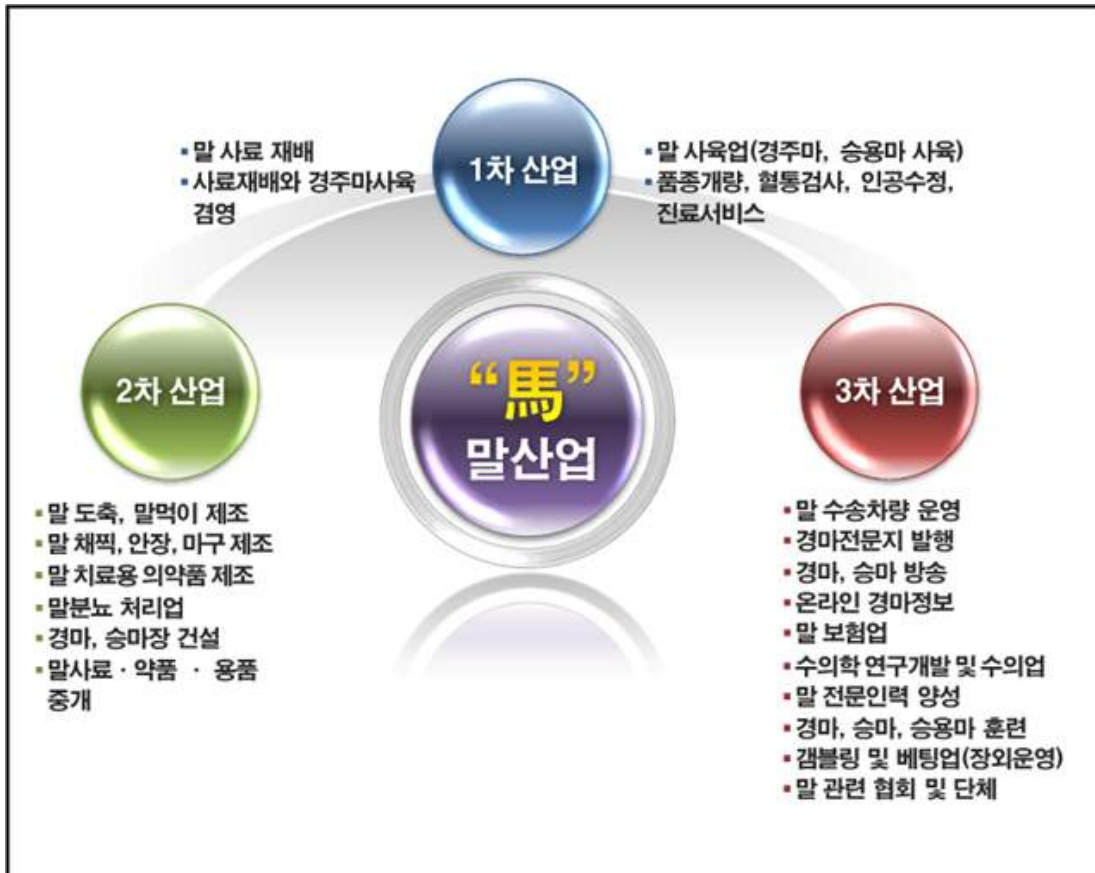 1차 산업
▪말 사료 재배
▪사료재배와 경주마사육
겸영
▪말 사육업(경주마, 승용마 사육)
▪품종개량, 혈통검사, 인공수정,
진료서비스
“馬”
말산업
2차 산업
▪말 도축, 말먹이 제조
▪말 채찍, 안장, 마구 제조
▪말 치료용 의약품 제조
▪말분뇨 처리업
▪경마, 승마장 건설
▪말사료 · 약품 · 용품
중개
3차 산업
▪말 수송차량 운영
▪경마전문지 발행
▪경마, 승마 방송
▪온라인 경마정보
▪말 보험업
▪수의학 연구개발 및 수의업
▪말 전문인력 양성
▪경마, 승마, 승용마 훈련
▪갬블링 및 베팅업(장외운영)
▪말 관련 협회 및 단체